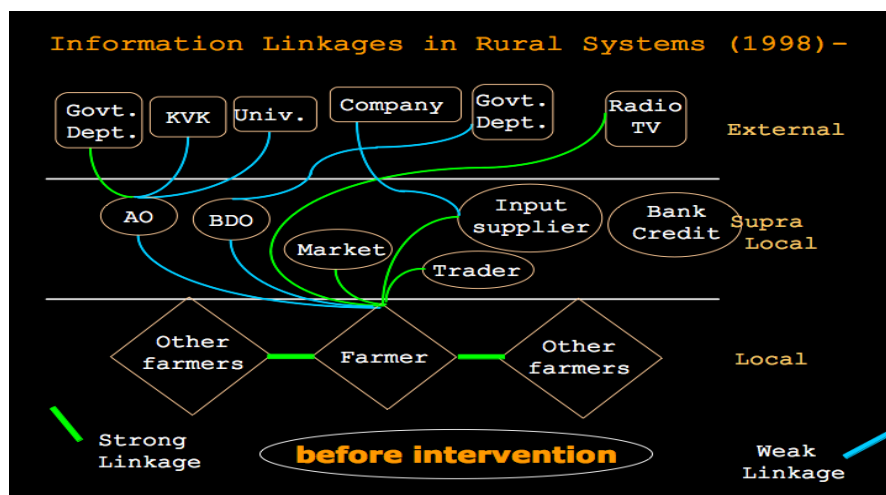 Information Linkages in Rural Systems (1998)-
Govt.
Dept.
KVK
Univ.
Company
Govt.
Dept.
Radio
TV
External
AO
BDO
Market
Input
supplier
Trader
Bank
Credit
Supra
Local
Other
farmers
Farmer
Other
farmers
Local
Strong
Linkage
before intervention
Weak
Linkage